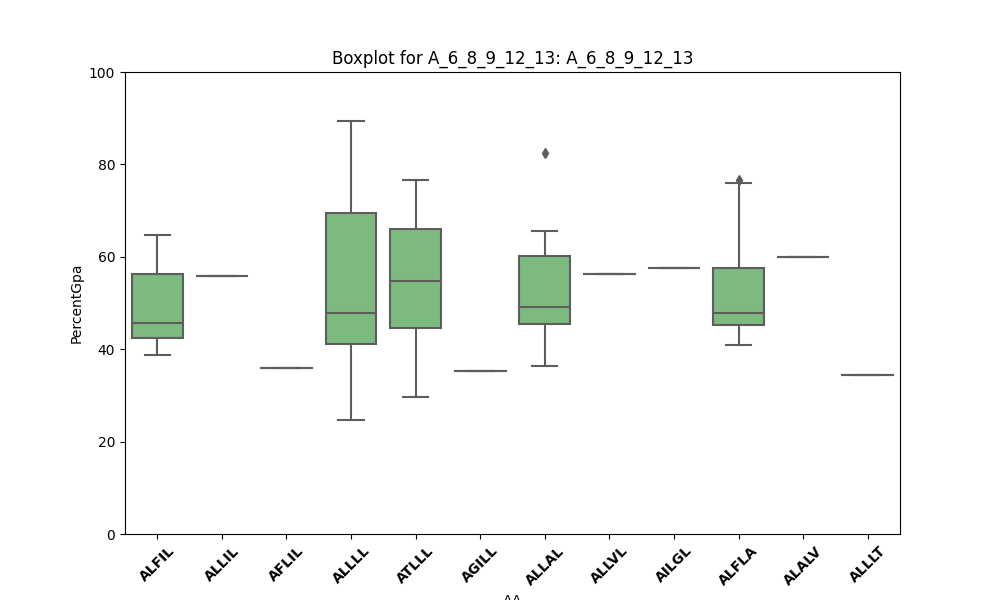 Boxplot for A_6_8_9_12_13: A_6_8_9_12_13
100
80
60
40
20
0
PercentGpa
ALFIL
ALLIL
AFLIL
ALLLL
ATLLL
AGILL
ALLAL
ALLVL
AILGL
ALFLA
ALALV
ALLLT
AA